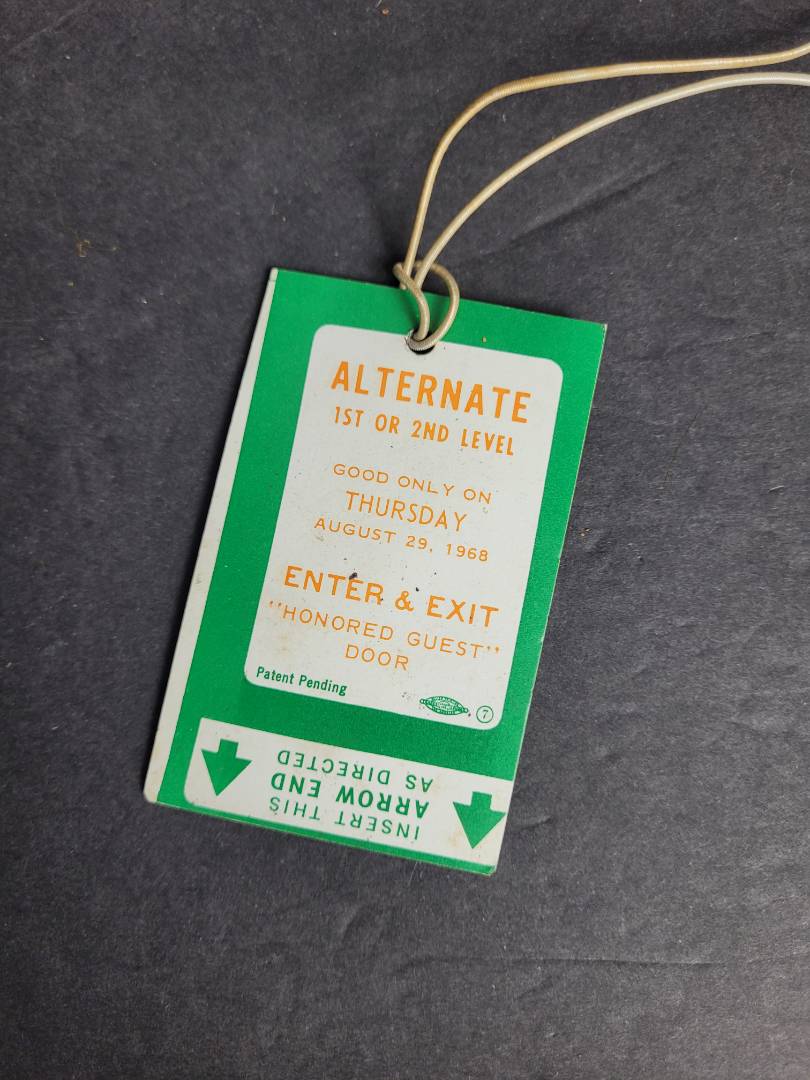 ALTERNATE
1ST OR 2ND LEVEL
GOOD ONLY ON
THURSDAY
AUGUST 29, 1968
ENTER & EXIT
"HONORED GUEST"
DOOR
Patent Pending
7
INSERT THIS
ARROW END
AS DIRECTED